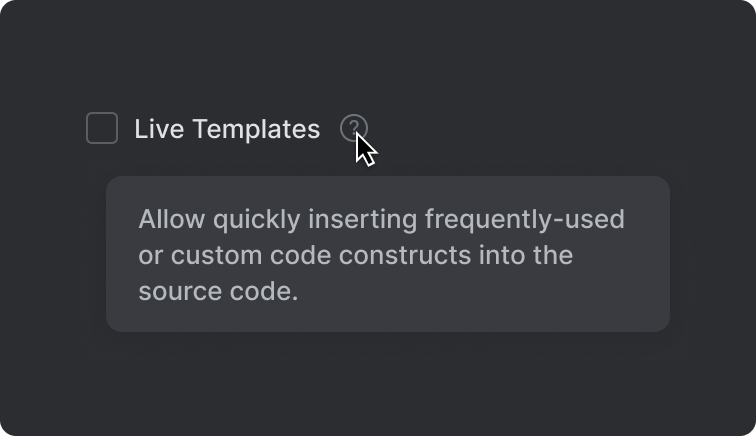 Live Templates ?
Allow quickly inserting frequently-used
or custom code constructs into the
source code.